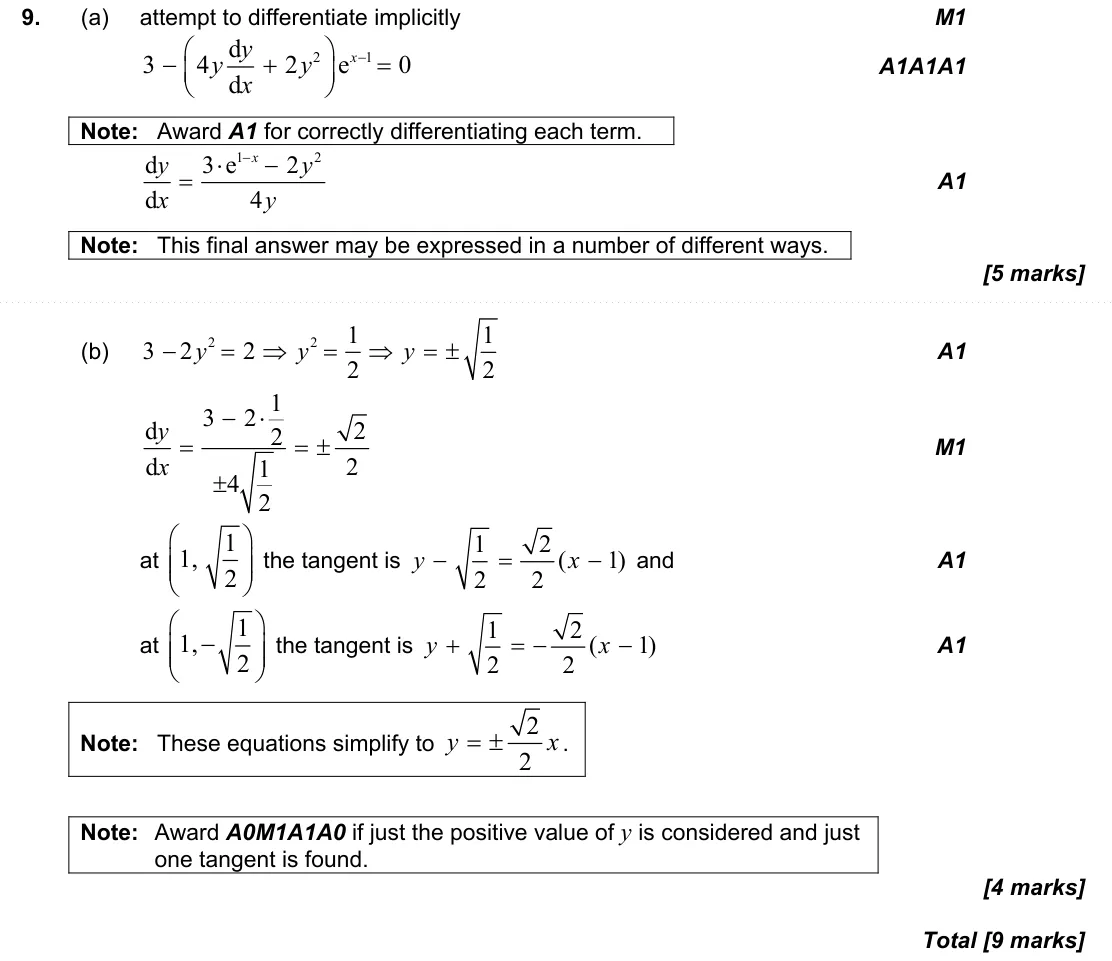 9. (a) attempt to differentiate implicitly M1
3 − (4y dy/dx + 2y²) e^(x−1) = 0 A1A1A1
Note: Award A1 for correctly differentiating each term.
dy/dx = (3·e^(1−x) − 2y²)/(4y) A1
Note: This final answer may be expressed in a number of different ways.
[5 marks]
(b) 3 − 2y² = 2 ⇒ y² = 1/2 ⇒ y = ±√(1/2) A1
dy/dx = (3 − 2·1/2)/(±4√(1/2)) = ±√2/2 M1
at (1, √(1/2)) the tangent is y − √(1/2) = √2/2 (x − 1) and A1
at (1, −√(1/2)) the tangent is y + √(1/2) = −√2/2 (x − 1) A1
Note: These equations simplify to y = ±√2/2 x.
Note: Award A0M1A1A0 if just the positive value of y is considered and just
one tangent is found.
[4 marks]
Total [9 marks]